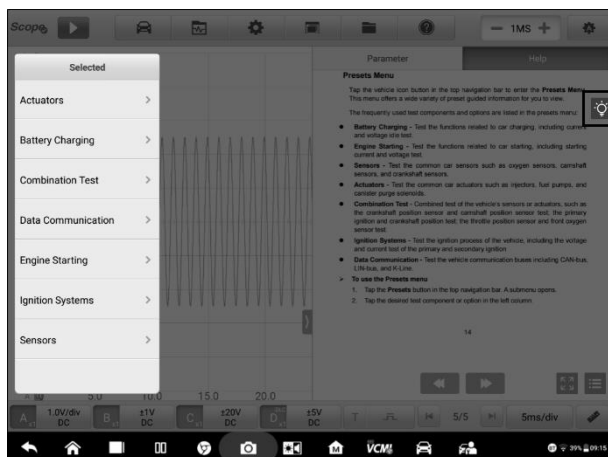 Scope
1MS
Selected
Actuators
Battery Charging
Combination Test
Data Communication
Engine Starting
Ignition Systems
Sensors
Parameter
Help
Presets Menu
Tap the vehicle icon button in the top navigation bar to enter the Presets Menu.
This menu offers a wide variety of preset guided information for you to view.
The frequently used test components and options are listed in the presets menu:
Battery Charging - Test the functions related to car charging, including current
and voltage idle test.
Engine Starting - Test the functions related to car starting, including starting
current and voltage test.
Sensors - Test the common car sensors such as oxygen sensors, camshaft
sensors, and crankshaft sensors.
Actuators - Test the common car actuators such as injectors, fuel pumps, and
canister purge solenoids.
Combination Test - Combined test of the vehicle's sensors or actuators, such as
the crankshaft position sensor and camshaft position sensor test, the primary
ignition and crankshaft position test, the throttle position sensor and front oxygen
sensor test.
Ignition Systems - Test the ignition process of the vehicle, including the voltage
and current test of the primary and secondary ignition.
Data Communication - Test the vehicle communication buses including CAN-bus,
LIN-bus, and K-Line.
To use the Presets menu
1. Tap the Presets button in the top navigation bar. A submenu opens.
2. Tap the desired test component or option in the left column.
14
5.0 10.0 15.0 20.0
A 1.0V/div DC B ±1V DC C ±20V DC D ±5V DC T 5/5 5ms/div
VCMI 39% 09:15